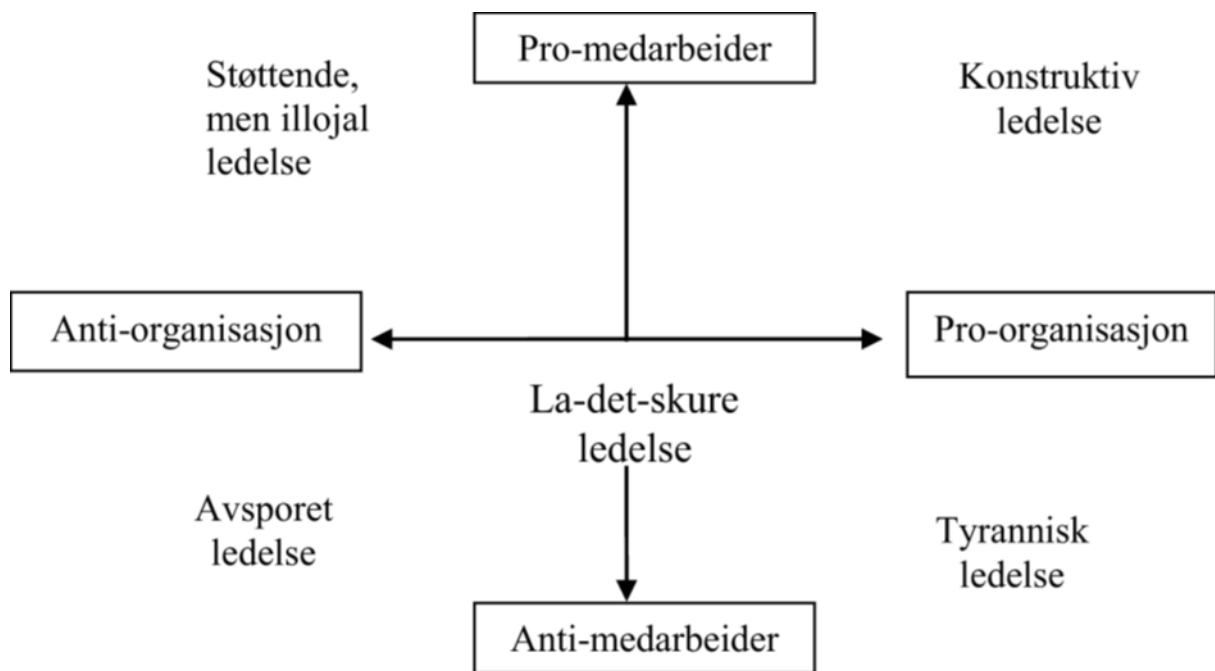 Pro-medarbeider
Støttende,
men illojal
ledelse
Konstruktiv
ledelse
Anti-organisasjon
Pro-organisasjon
La-det-skure
ledelse
Avsporet
ledelse
Tyrannisk
ledelse
Anti-medarbeider